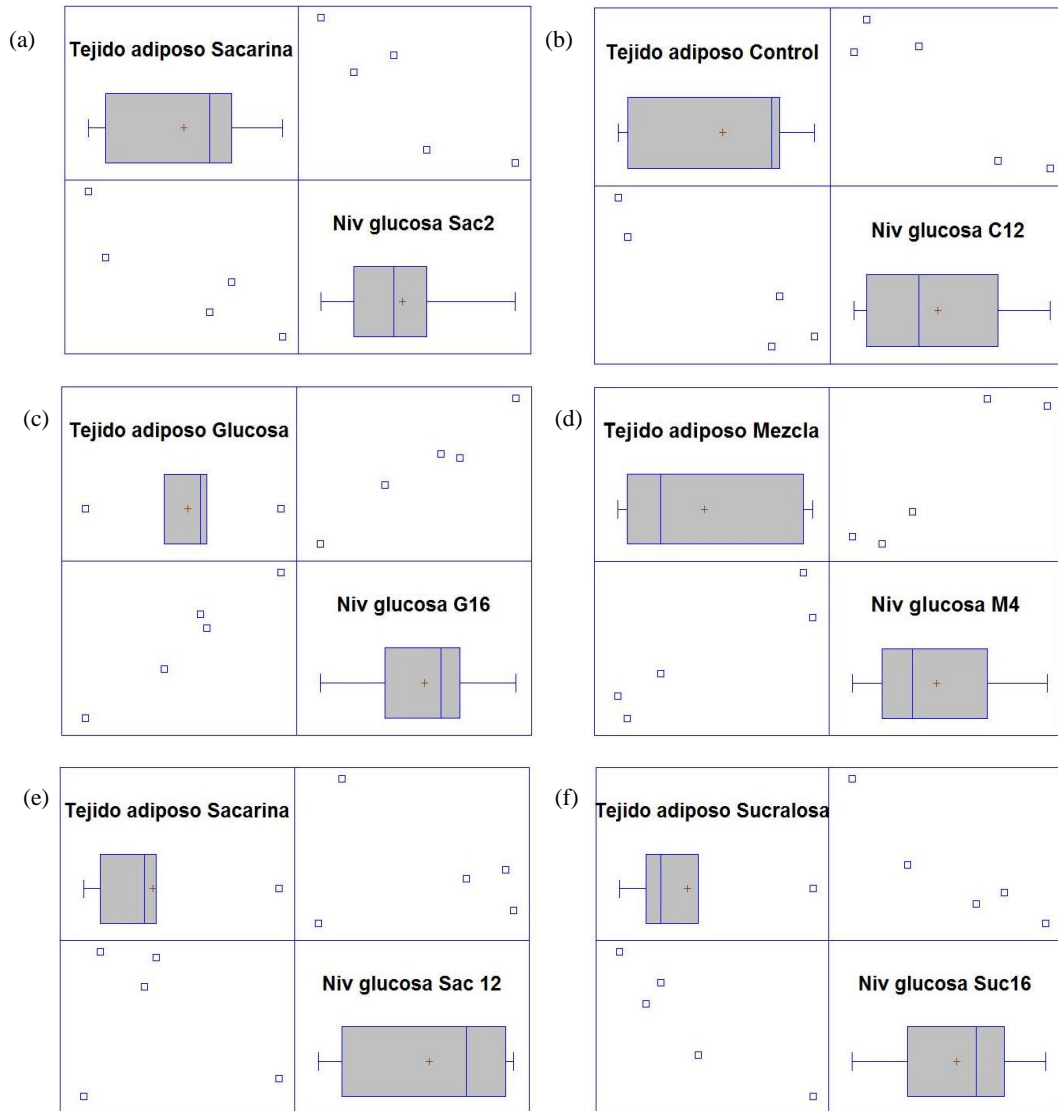 (a)
Tejido adiposo Sacarina
Niv glucosa Sac2
(b)
Tejido adiposo Control
Niv glucosa C12
(c)
Tejido adiposo Glucosa
Niv glucosa G16
(d)
Tejido adiposo Mezcla
Niv glucosa M4
(e)
Tejido adiposo Sacarina
Niv glucosa Sac 12
(f)
Tejido adiposo Sucralosa
Niv glucosa Suc16